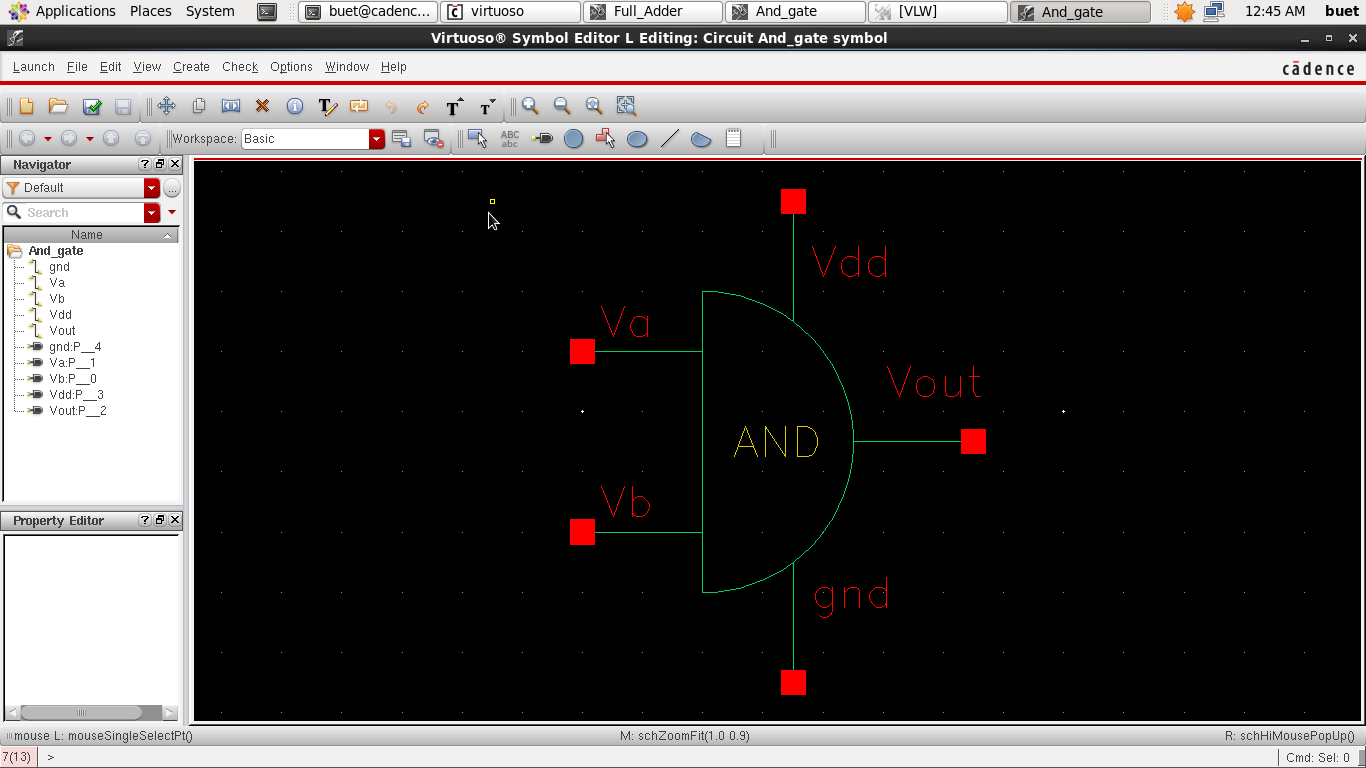 Applications Places System buet@cadenc... virtuoso Full_Adder And_gate [VLW] And_gate 12:45 AM buet
Virtuoso® Symbol Editor L Editing: Circuit And_gate symbol
Launch File Edit View Create Check Options Window Help cādence
Workspace: Basic ABC
abc
Navigator ?
Default ...
Search
Name
And_gate
gnd
Va
Vb
Vdd
Vout
gnd:P__4
Va:P__1
Vb:P__0
Vdd:P__3
Vout:P__2
Property Editor ?
Vdd
Va
Vout
AND
Vb
gnd
mouse L: mouseSingleSelectPt() M: schZoomFit(1.0 0.9) R: schHiMousePopUp()
7(13) > Cmd: Sel: 0